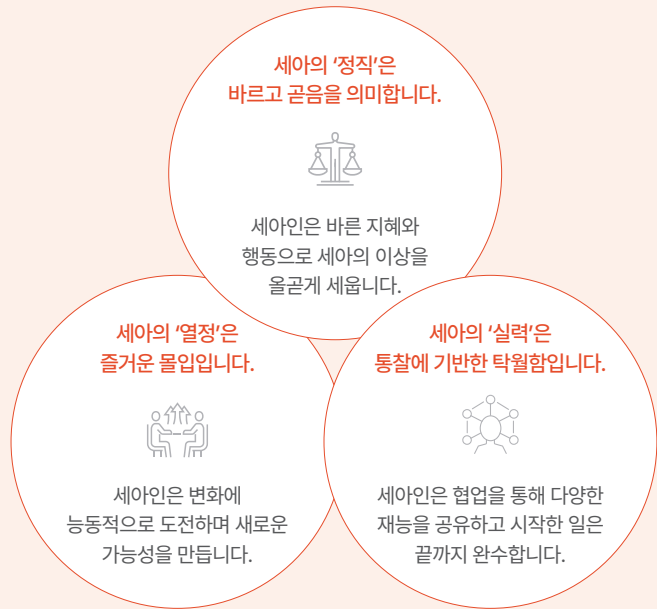 세아의 ‘정직’은
바르고 곧음을 의미합니다.
세아인은 바른 지혜와
행동으로 세아의 이상을
올곧게 세웁니다.
세아의 ‘열정’은
즐거운 몰입입니다.
세아인은 변화에
능동적으로 도전하며 새로운
가능성을 만듭니다.
세아의 ‘실력’은
통찰에 기반한 탁월함입니다.
세아인은 협업을 통해 다양한
재능을 공유하고 시작한 일은
끝까지 완수합니다.